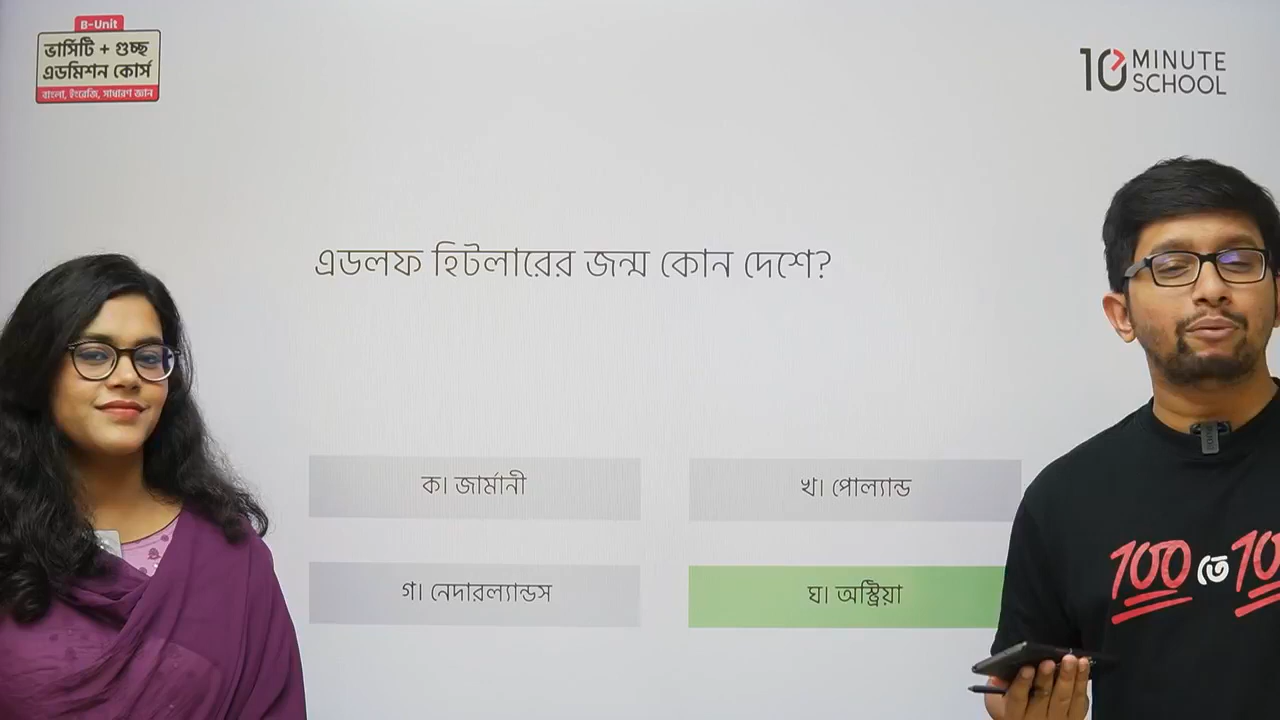 B-Unit
ভার্সিটি + গুচ্ছ
এডমিশন কোর্স
বাংলা, ইংরেজি, সাধারণ জ্ঞান
10 MINUTE
SCHOOL
এডলফ হিটলারের জন্ম কোন দেশে?
ক। জার্মানী
খ। পোল্যান্ড
গ। নেদারল্যান্ডস
ঘ। অস্ট্রিয়া
100 তে 10